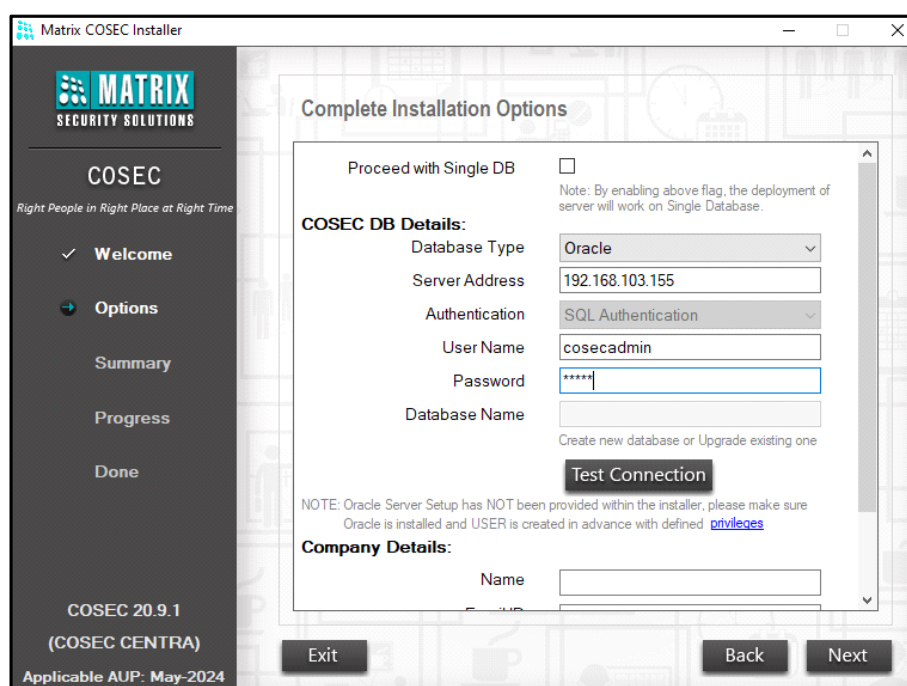 Matrix COSEC Installer
MATRIX
SECURITY SOLUTIONS
COSEC
Right People in Right Place at Right Time
Welcome
Options
Summary
Progress
Done
COSEC 20.9.1
(COSEC CENTRA)
Applicable AUP: May-2024
Complete Installation Options
Proceed with Single DB
Note: By enabling above flag, the deployment of
server will work on Single Database.
COSEC DB Details:
Database Type Oracle
Server Address 192.168.103.155
Authentication SQL Authentication
User Name cosecadmin
Password *****
Database Name
Create new database or Upgrade existing one
Test Connection
NOTE: Oracle Server Setup has NOT been provided within the installer, please make sure
Oracle is installed and USER is created in advance with defined privileges
Company Details:
Name
Exit Back Next